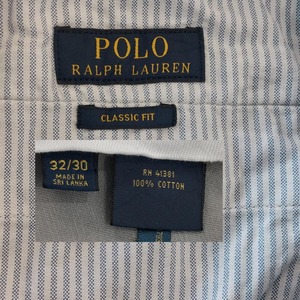 POLO
RALPH LAUREN
CLASSIC FIT
32/30
MADE IN
SRI LANKA
RN 41381
100% COTTON